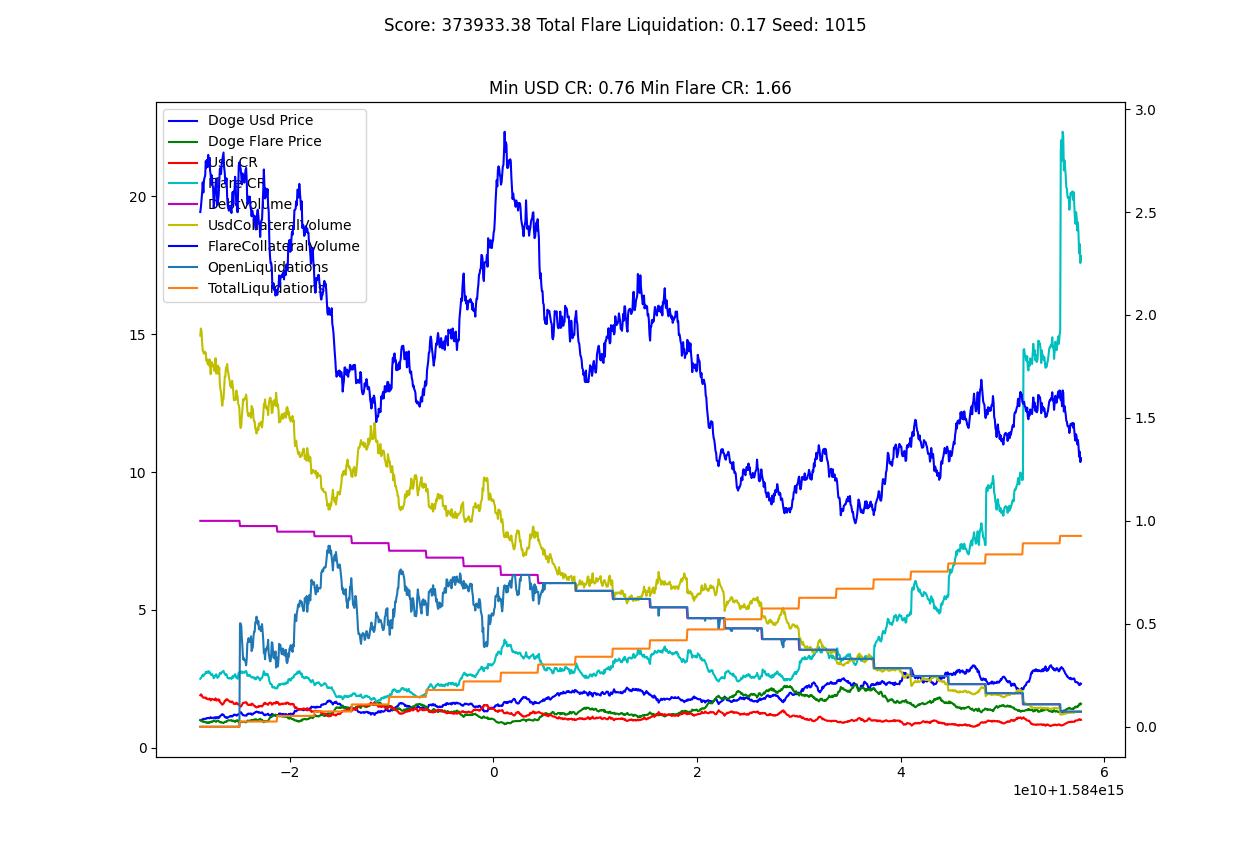 Score: 373933.38 Total Flare Liquidation: 0.17 Seed: 1015
Min USD CR: 0.76 Min Flare CR: 1.66
Doge Usd Price
Doge Flare Price
Usd CR
Flare CR
DebtVolume
UsdCollateralVolume
FlareCollateralVolume
OpenLiquidations
TotalLiquidations
20
15
10
5
0
3.0
2.5
2.0
1.5
1.0
0.5
0.0
−2 0 2 4 6
1e10+1.584e15